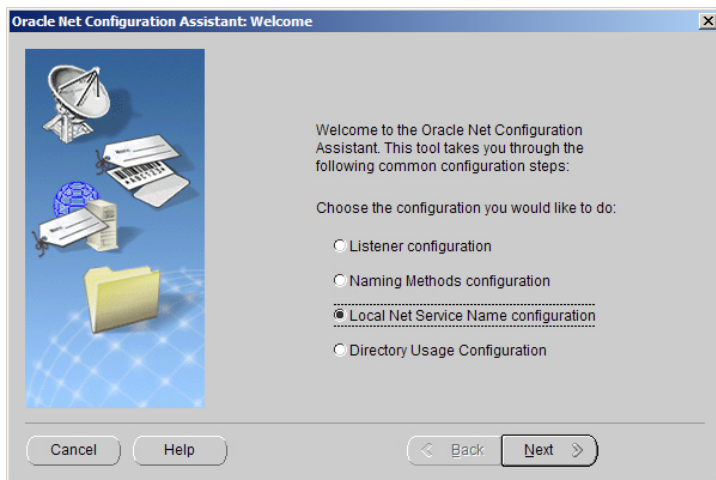 Oracle Net Configuration Assistant: Welcome
Welcome to the Oracle Net Configuration
Assistant. This tool takes you through the
following common configuration steps:
Choose the configuration you would like to do:
Listener configuration
Naming Methods configuration
Local Net Service Name configuration
Directory Usage Configuration
Cancel
Help
Back
Next